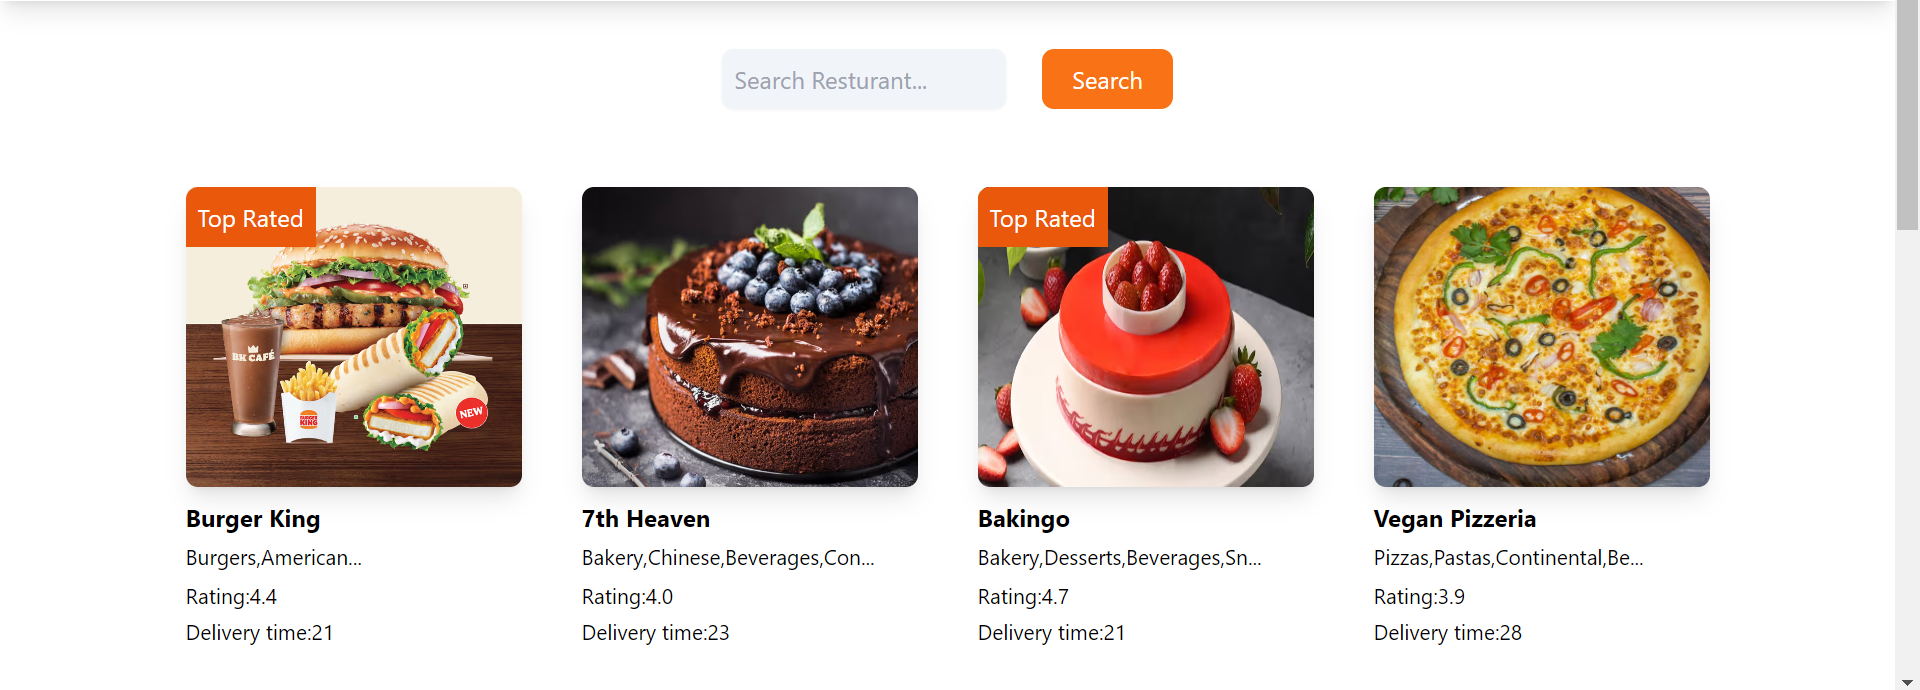 Search Resturant...
Search
Top Rated
BK CAFÉ
BURGER
KING
NEW
Burger King
Burgers,American...
Rating:4.4
Delivery time:21
7th Heaven
Bakery,Chinese,Beverages,Con...
Rating:4.0
Delivery time:23
Top Rated
Bakingo
Bakery,Desserts,Beverages,Sn...
Rating:4.7
Delivery time:21
Vegan Pizzeria
Pizzas,Pastas,Continental,Be...
Rating:3.9
Delivery time:28